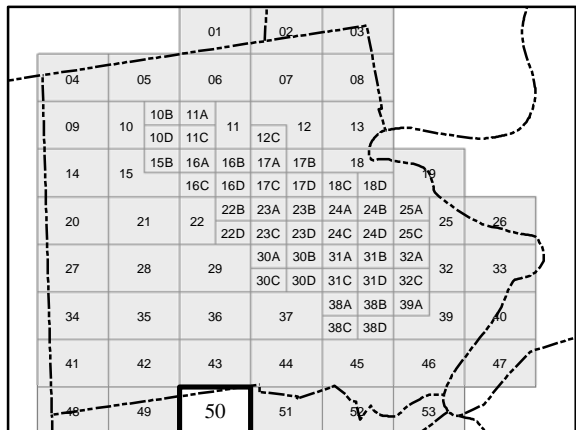 01 02 03
04 05 06 07 08
10B 11A
09 10 11 12 13
10D 11C 12C
15B 16A 16B 17A 17B 18
14 15 19
16C 16D 17C 17D 18C 18D
22B 23A 23B 24A 24B 25A
20 21 22 25 26
22D 23C 23D 24C 24D 25C
30A 30B 31A 31B 32A
27 28 29 32 33
30C 30D 31C 31D 32C
38A 38B 39A
34 35 36 37 39 40
38C 38D
41 42 43 44 45 46 47
48 49 50 51 52 53